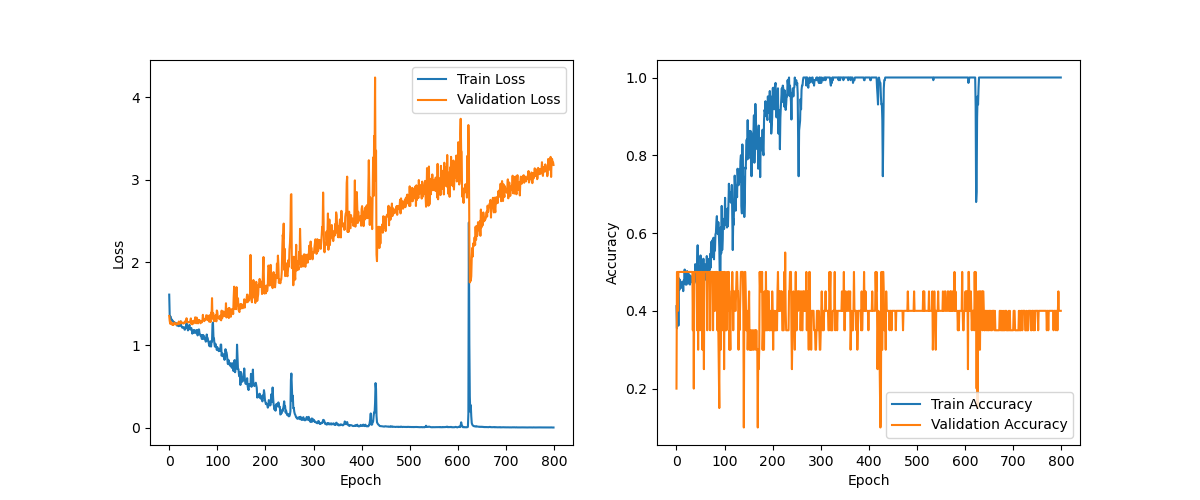 Train Loss
Validation Loss
4
3
2
1
0
Loss
0 100 200 300 400 500 600 700 800
Epoch
1.0
0.8
0.6
0.4
0.2
Accuracy
Train Accuracy
Validation Accuracy
0 100 200 300 400 500 600 700 800
Epoch